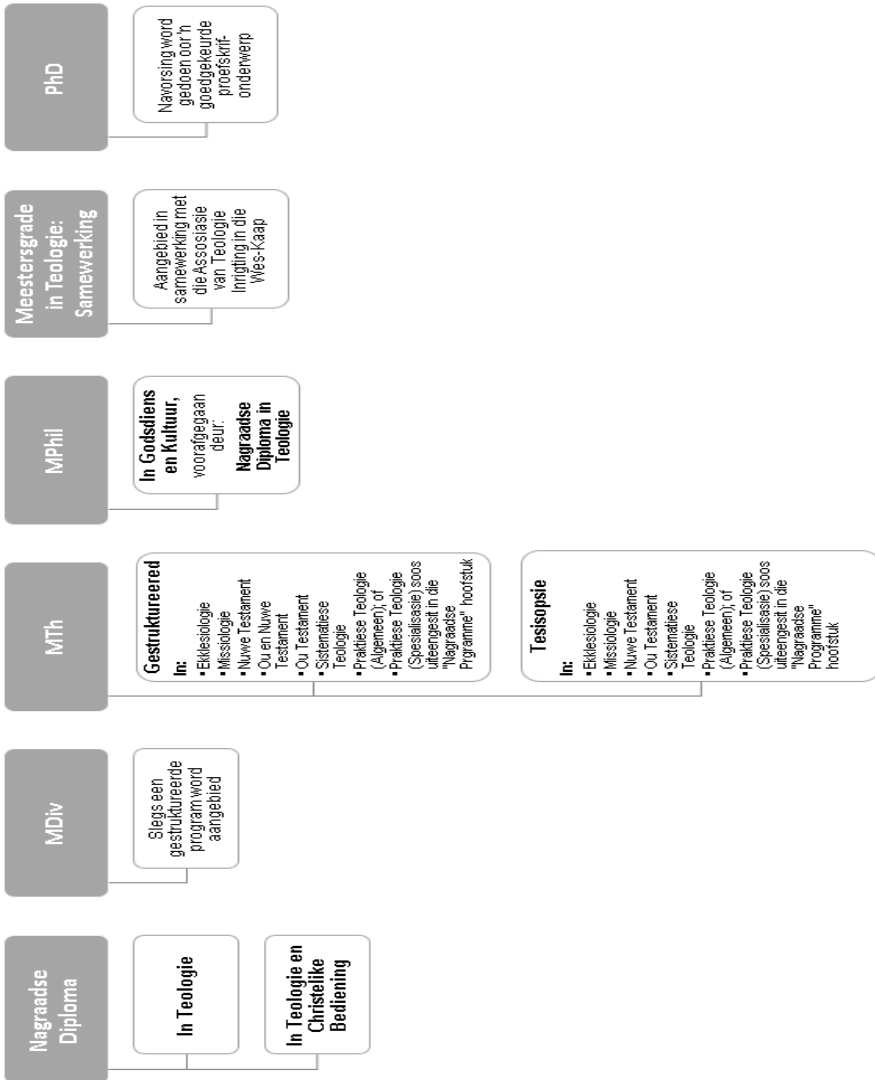 Nagraadse
Diploma
In Teologie
In Teologie en
Christelike
Bediening
MDiv
Slegs een
gestruktureerde
program word
aangebied
MTh
Gestruktureered
In:
▪ Ekklesiologie
▪ Missiologie
▪ Nuwe Testament
▪ Ou en Nuwe
Testament
▪ Ou Testament
▪ Sistematiese
Teologie
▪ Praktiese Teologie
(Algemeen); of
▪ Praktiese Teologie
(Spesialisasie) soos
uiteengesit in die
"Nagraadse
Prgramme" hoofstuk
Tesisopsie
In:
▪ Ekklesiologie
▪ Missiologie
▪ Nuwe Testament
▪ Ou Testament
▪ Sistematiese
Teologie
▪ Praktiese Teologie
(Algemeen); of
▪ Praktiese Teologie
(Spesialisasie) soos
uiteengesit in die
"Nagraadse
Programme"
hoofstuk
MPhil
In Godsdiens
en Kultuur,
voorafgegaan
deur:
Nagraadse
Diploma in
Teologie
Meestersgrade
in Teologie:
Samewerking
Aangebied in
samewerking met
die Assosiasie
van Teologie
Inrigting in die
Wes-Kaap
PhD
Navorsing word
gedoen oor 'n
goedgekeurde
proefskrif-
onderwerp